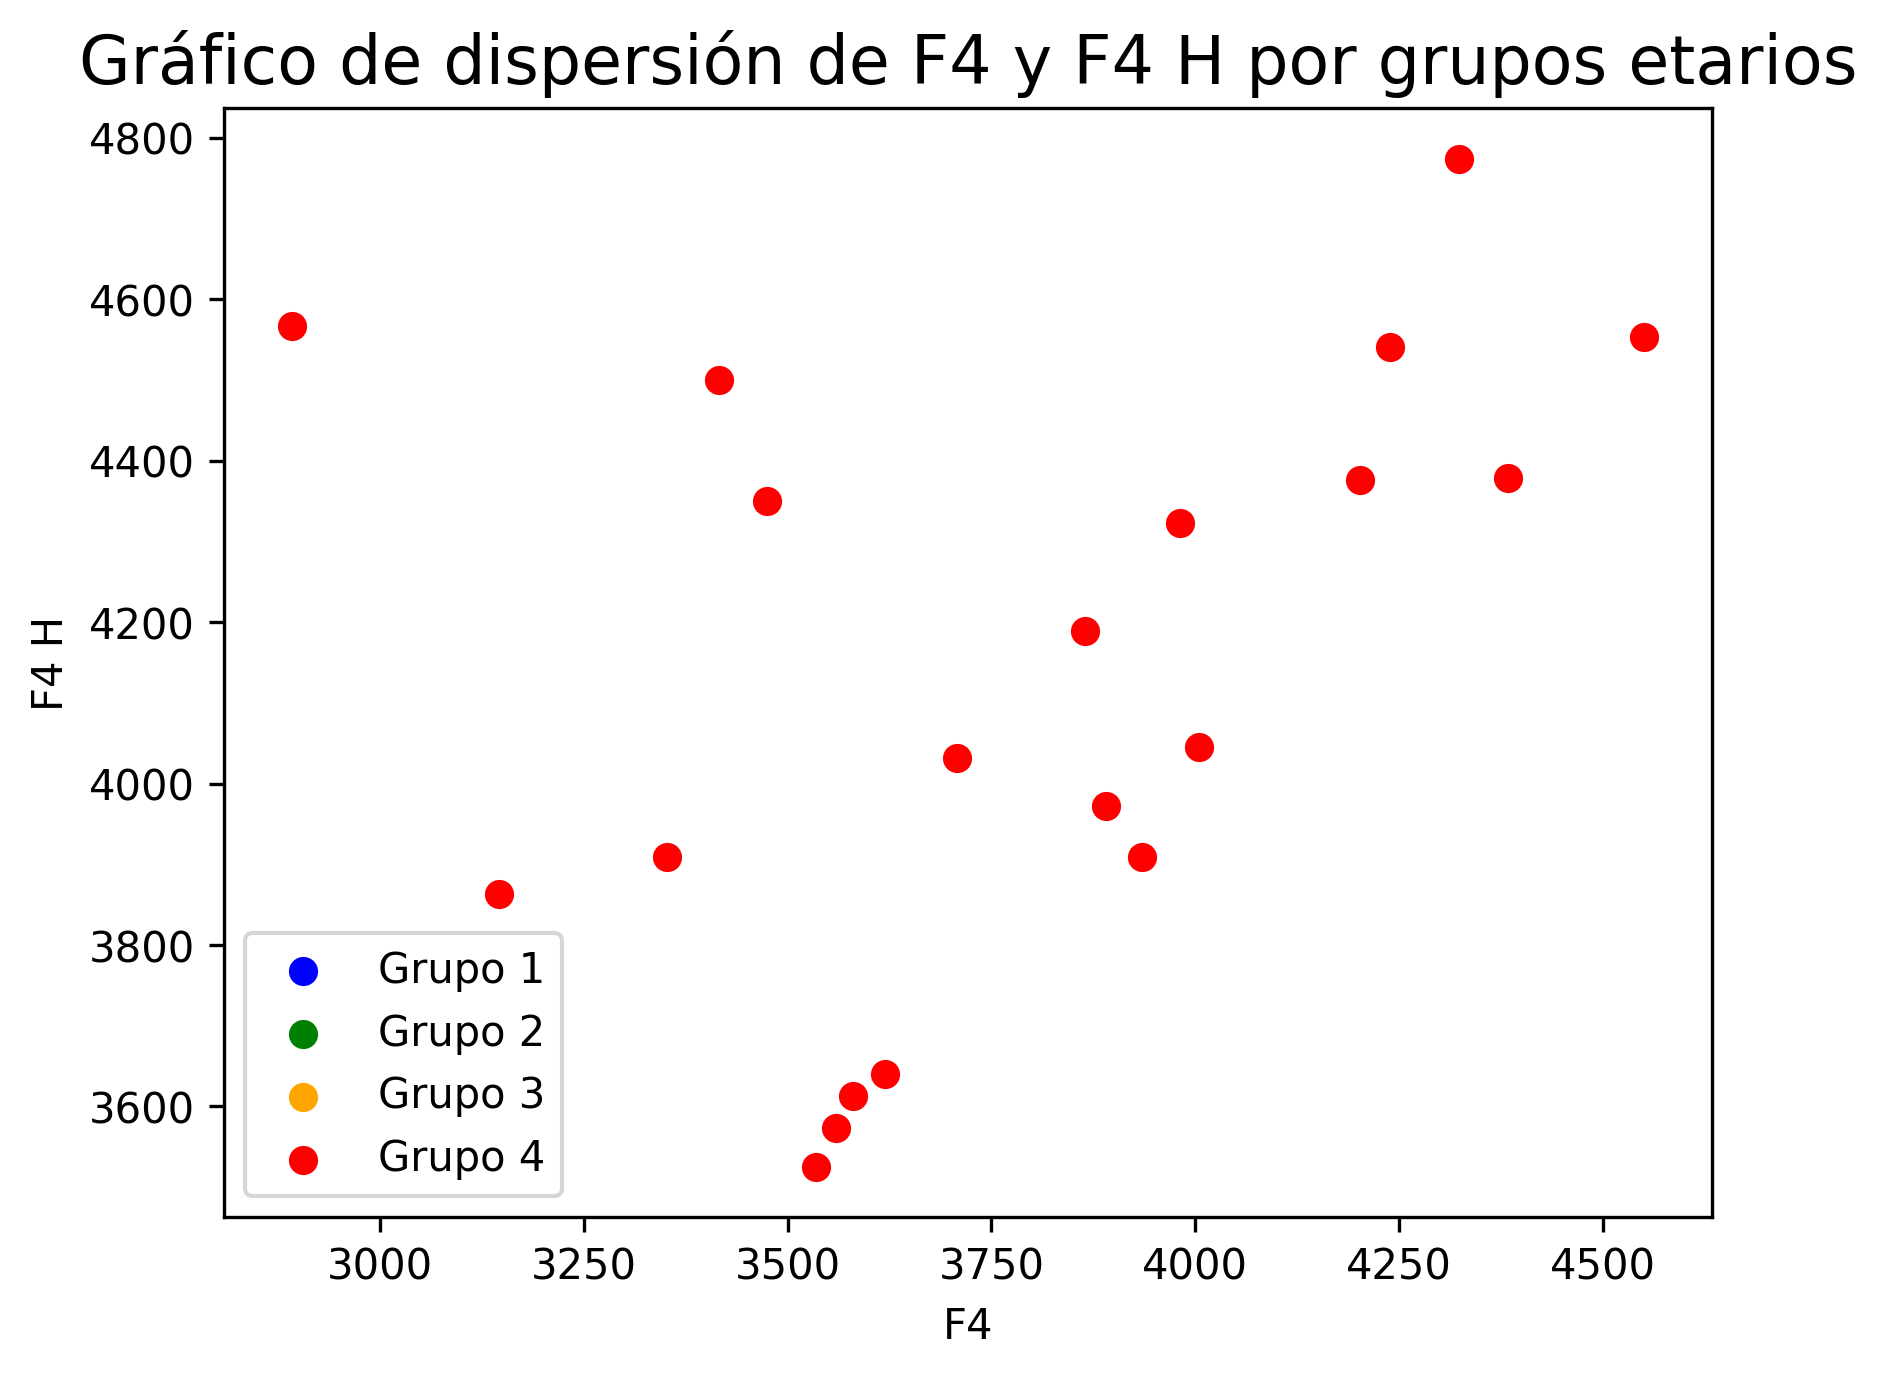 Gráfico de dispersión de F4 y F4 H por grupos etarios
4800
4600
4400
4200
4000
3800
3600
F4 H
Grupo 1
Grupo 2
Grupo 3
Grupo 4
3000 3250 3500 3750 4000 4250 4500
F4